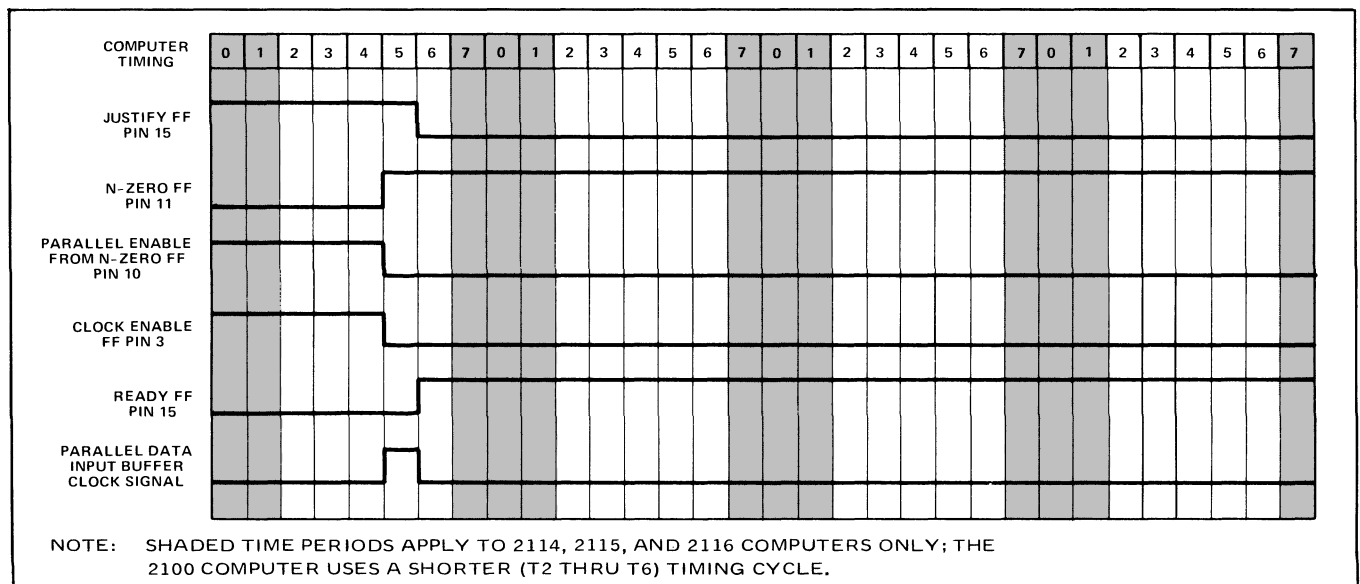 COMPUTER
TIMING
0 1 2 3 4 5 6 7 0 1 2 3 4 5 6 7 0 1 2 3 4 5 6 7 0 1 2 3 4 5 6 7
JUSTIFY FF
PIN 15
N-ZERO FF
PIN 11
PARALLEL ENABLE
FROM N-ZERO FF
PIN 10
CLOCK ENABLE
FF PIN 3
READY FF
PIN 15
PARALLEL DATA
INPUT BUFFER
CLOCK SIGNAL
NOTE: SHADED TIME PERIODS APPLY TO 2114, 2115, AND 2116 COMPUTERS ONLY; THE
2100 COMPUTER USES A SHORTER (T2 THRU T6) TIMING CYCLE.